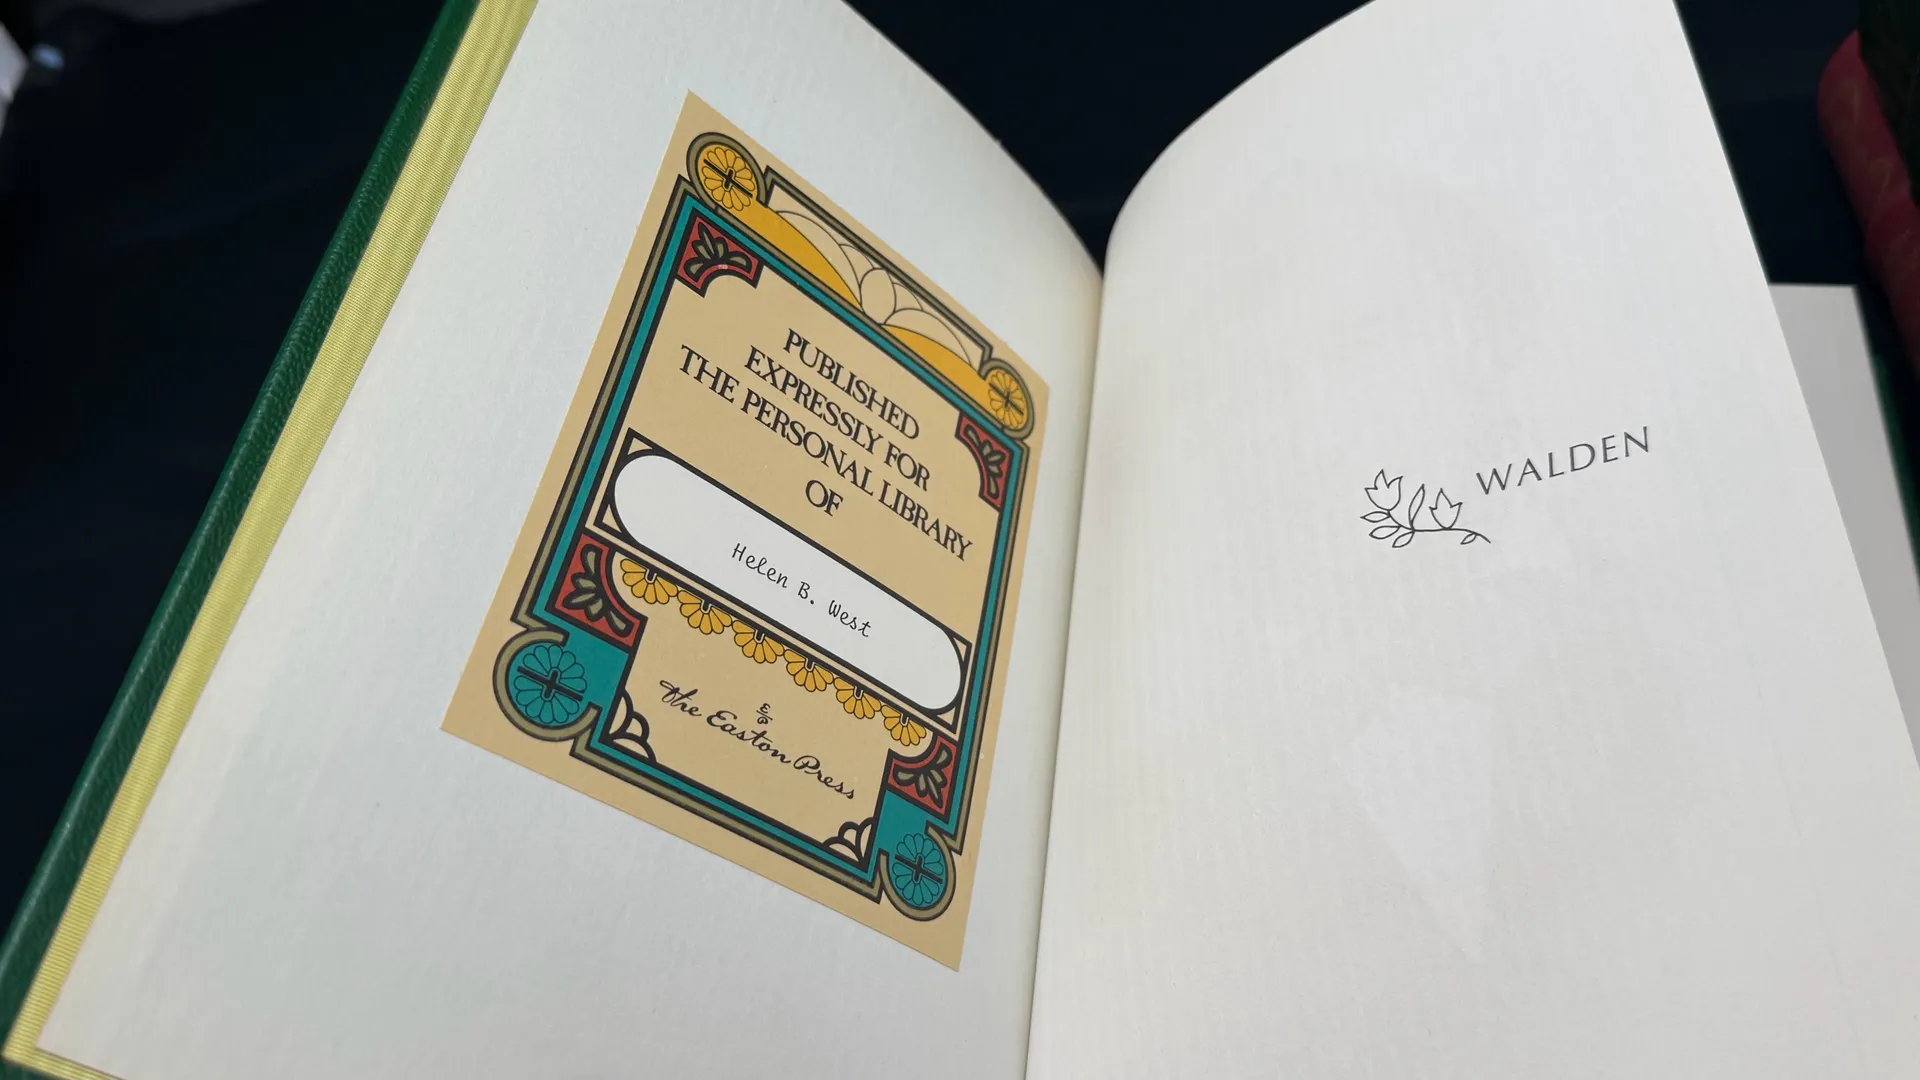 PUBLISHED
EXPRESSLY FOR
THE PERSONAL LIBRARY
OF
Helen B. West
E/P
The Easton Press
WALDEN